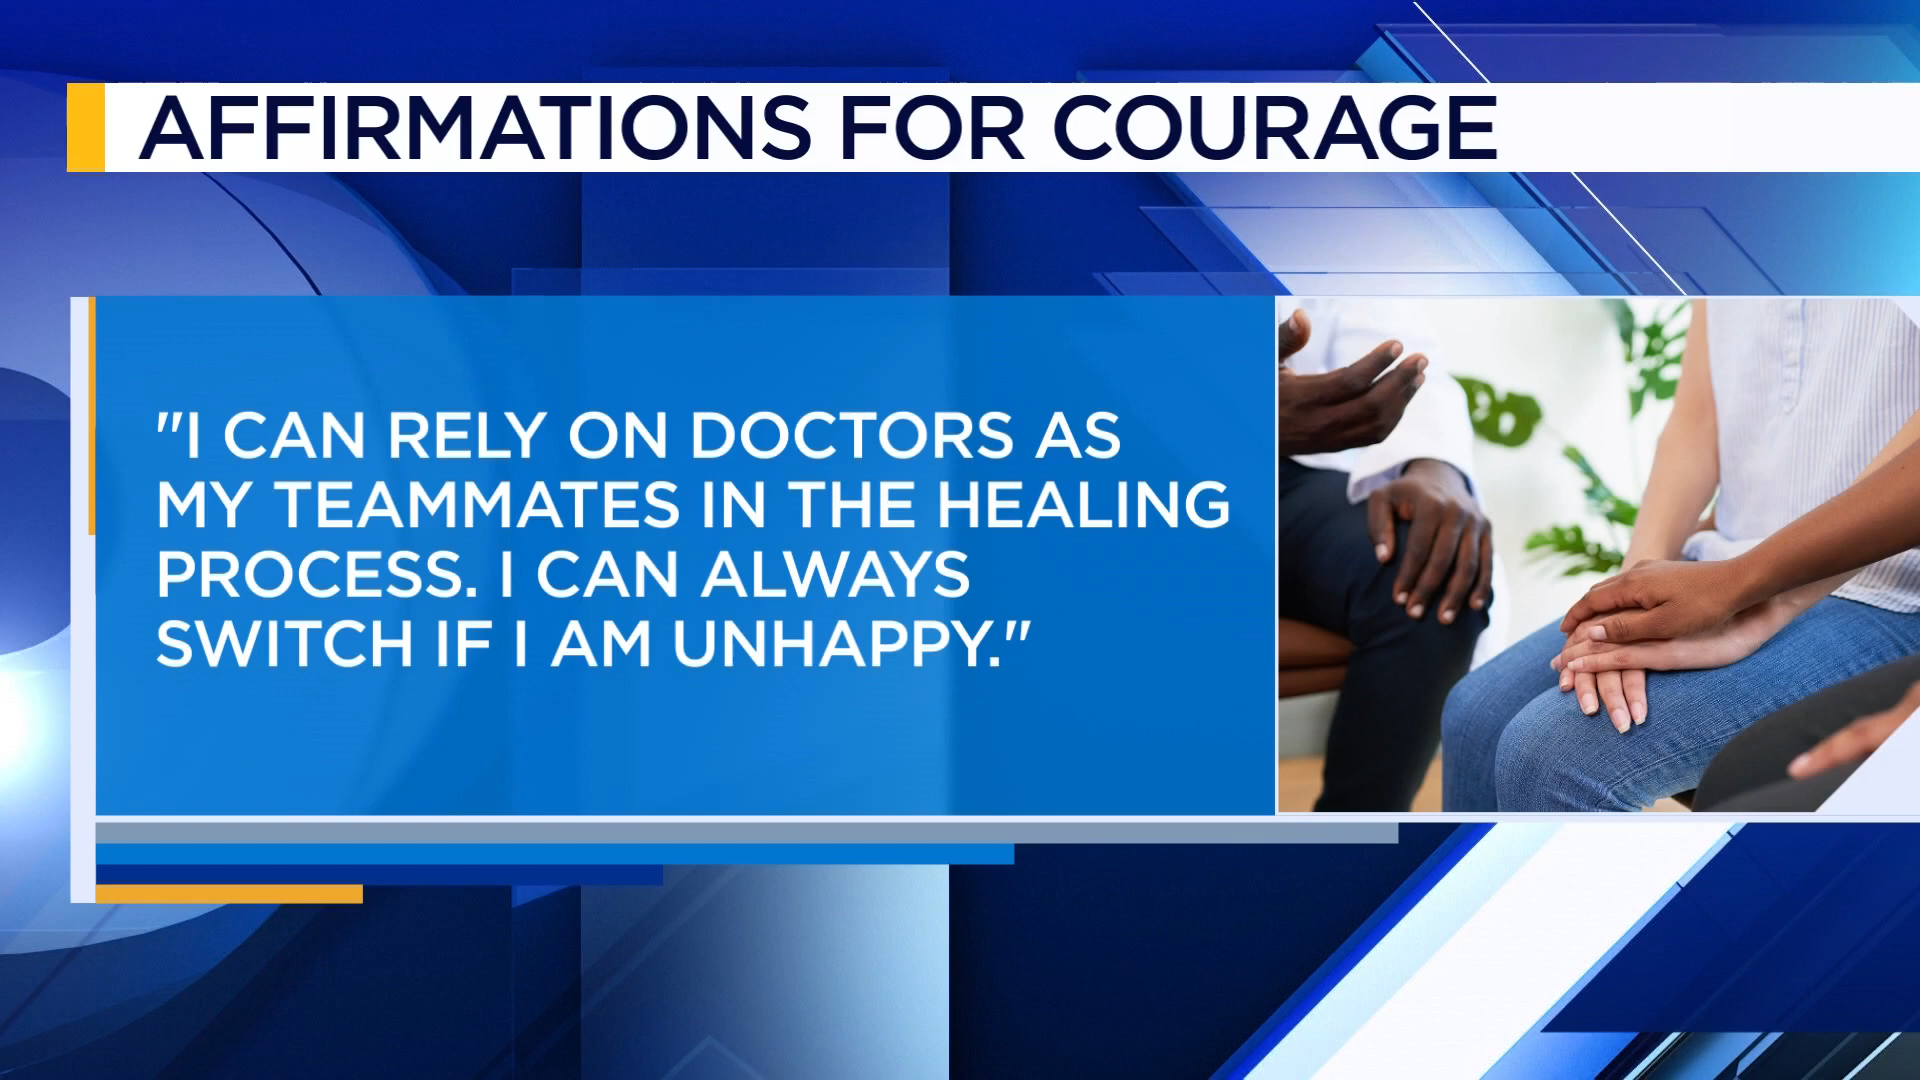 AFFIRMATIONS FOR COURAGE
"I CAN RELY ON DOCTORS AS
MY TEAMMATES IN THE HEALING
PROCESS. I CAN ALWAYS
SWITCH IF I AM UNHAPPY."